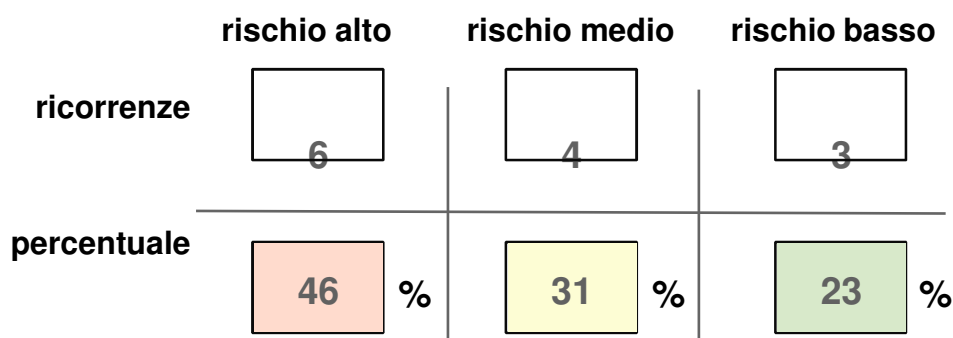 rischio alto rischio medio rischio basso
ricorrenze
6 4 3
percentuale
46 % 31 % 23 %